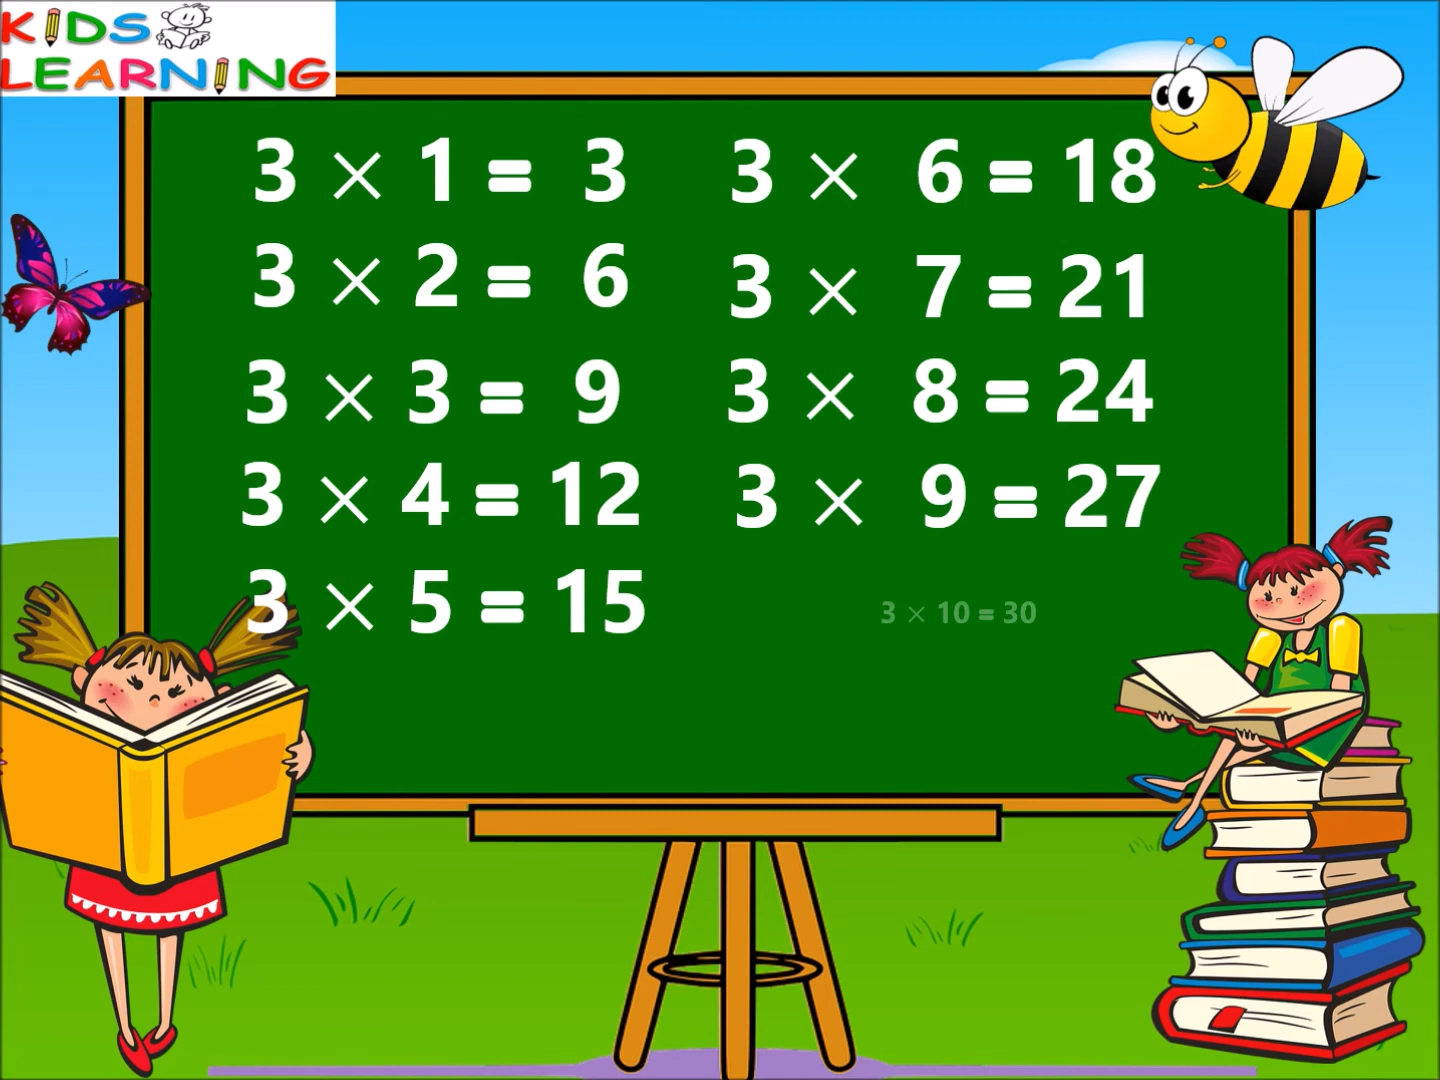 KIDS
LEARNING
3 × 1 = 3
3 × 2 = 6
3 × 3 = 9
3 × 4 = 12
3 × 5 = 15
3 × 6 = 18
3 × 7 = 21
3 × 8 = 24
3 × 9 = 27
3 × 10 = 30